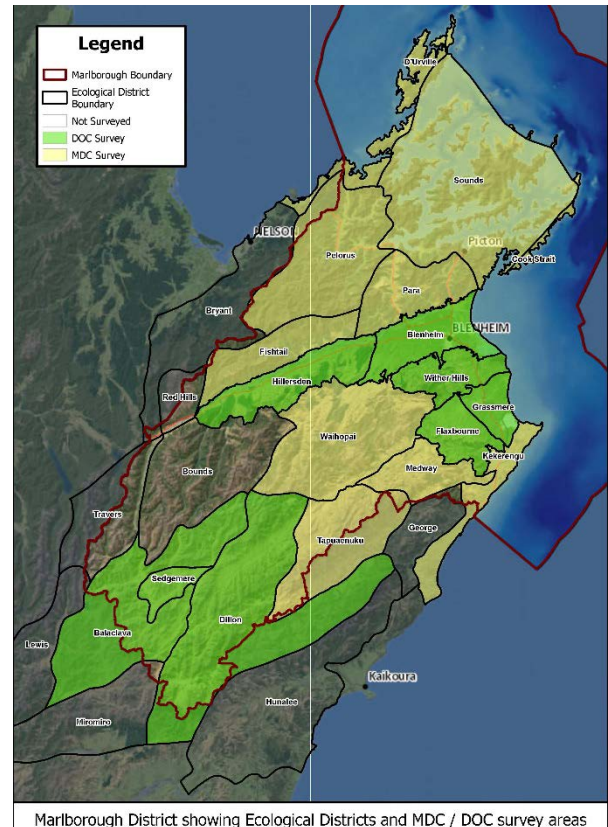 Legend
Marlborough Boundary
Ecological District
Boundary
Not Surveyed
DOC Survey
MDC Survey
D'Urville
Sounds
NELSON
Picton
Pelorus
Cook Strait
Para
Bryant
Blenheim
BLENHEIM
Fishtail
Wither Hills
Hillersden
Red Hills
Grassmere
Flaxbourne
Waihopai
Kekerengu
Medway
Bounds
Travers
George
Tapuaenuku
Sedgemere
Dillon
Lewis
Balaclava
Kaikoura
Hunalee
Miromiro
Marlborough District showing Ecological Districts and MDC / DOC survey areas